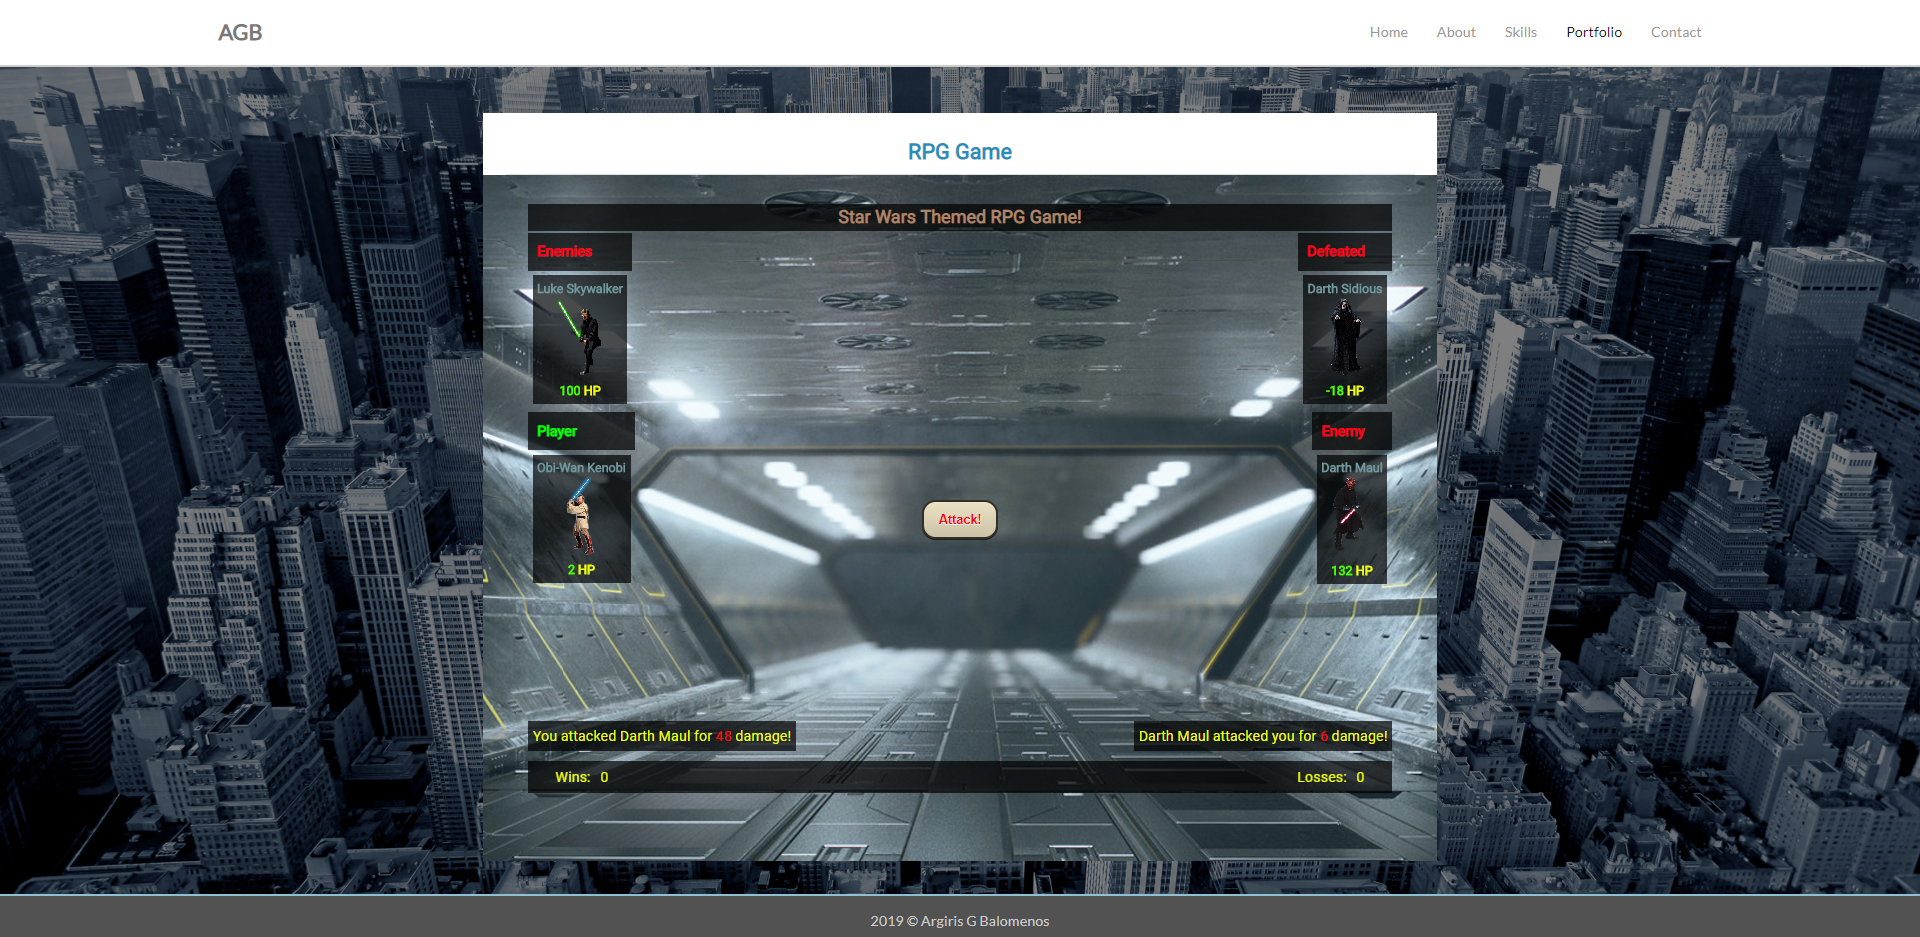 AGB
Home About Skills Portfolio Contact
RPG Game
Star Wars Themed RPG Game!
Enemies
Defeated
Luke Skywalker
100 HP
Darth Sidious
-18 HP
Player
Enemy
Obi-Wan Kenobi
2 HP
Darth Maul
132 HP
Attack!
You attacked Darth Maul for 48 damage!
Darth Maul attacked you for 6 damage!
Wins: 0
Losses: 0
2019 © Argiris G Balomenos